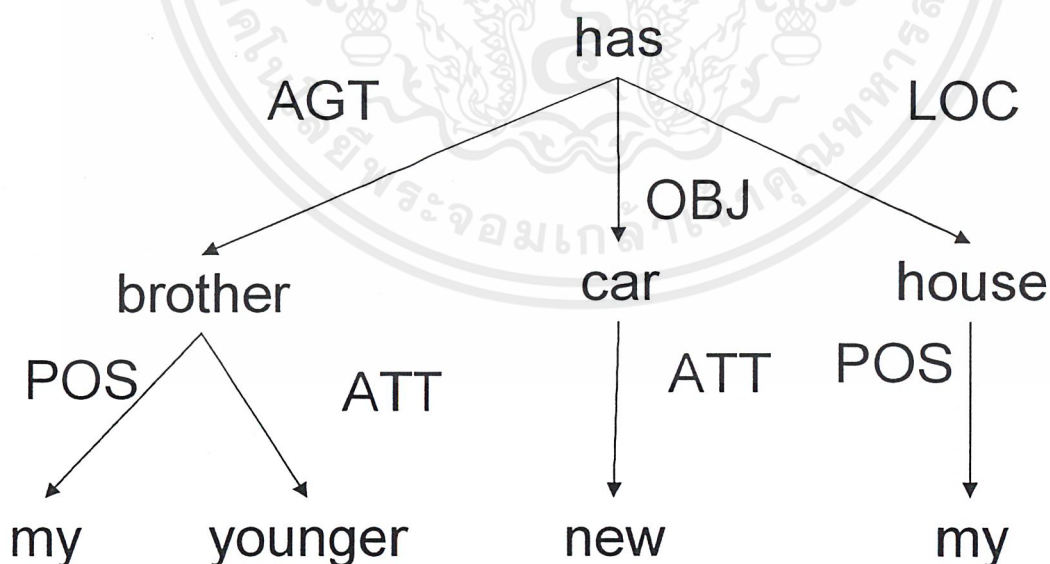 has
AGT
LOC
OBJ
brother
car
house
POS
ATT
ATT
POS
my
younger
new
my